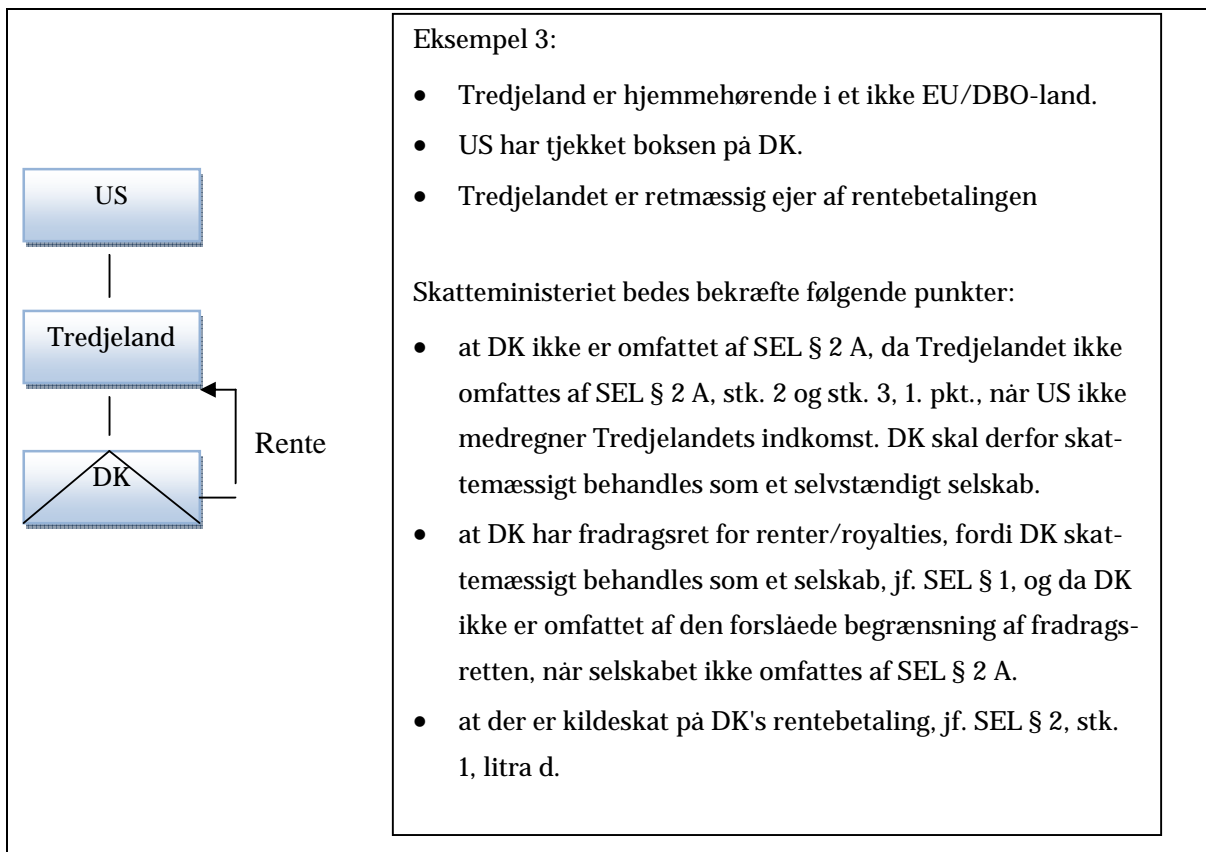 US
Tredjeland
DK
Rente
Eksempel 3:
• Tredjeland er hjemmehørende i et ikke EU/DBO-land.
• US har tjekket boksen på DK.
• Tredjelandet er retmæssig ejer af rentebetalingen
Skatteministeriet bedes bekræfte følgende punkter:
• at DK ikke er omfattet af SEL § 2 A, da Tredjelandet ikke
omfattes af SEL § 2 A, stk. 2 og stk. 3, 1. pkt., når US ikke
medregner Tredjelandets indkomst. DK skal derfor skat-
temæssigt behandles som et selvstændigt selskab.
• at DK har fradragsret for renter/royalties, fordi DK skat-
temæssigt behandles som et selskab, jf. SEL § 1, og da DK
ikke er omfattet af den forslåede begrænsning af fradrags-
retten, når selskabet ikke omfattes af SEL § 2 A.
• at der er kildeskat på DK's rentebetaling, jf. SEL § 2, stk.
1, litra d.